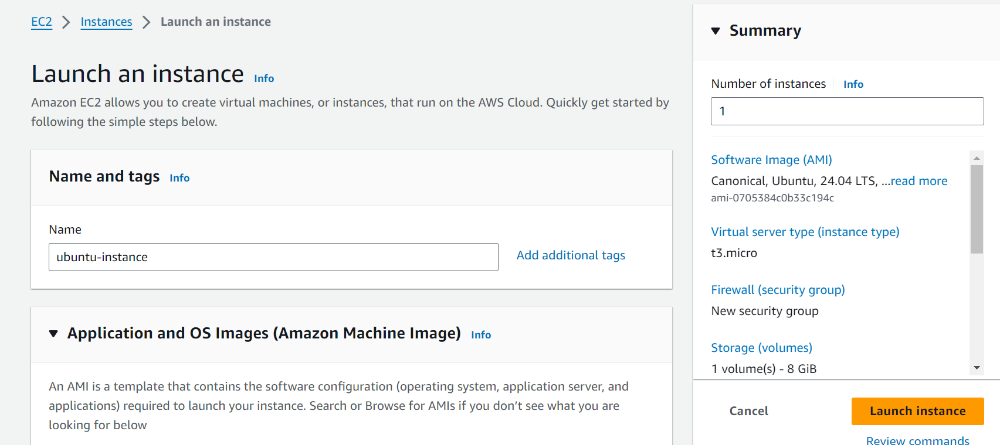 EC2 > Instances > Launch an instance
Launch an instance Info
Amazon EC2 allows you to create virtual machines, or instances, that run on the AWS Cloud. Quickly get started by
following the simple steps below.
Name and tags Info
Name
ubuntu-instance
Add additional tags
Application and OS Images (Amazon Machine Image) Info
An AMI is a template that contains the software configuration (operating system, application server, and
applications) required to launch your instance. Search or Browse for AMIs if you don’t see what you are
looking for below
Summary
Number of instances Info
1
Software Image (AMI)
Canonical, Ubuntu, 24.04 LTS, ...read more
ami-0705384c0b33c194c
Virtual server type (instance type)
t3.micro
Firewall (security group)
New security group
Storage (volumes)
1 volume(s) - 8 GiB
Cancel
Launch instance
Review commands